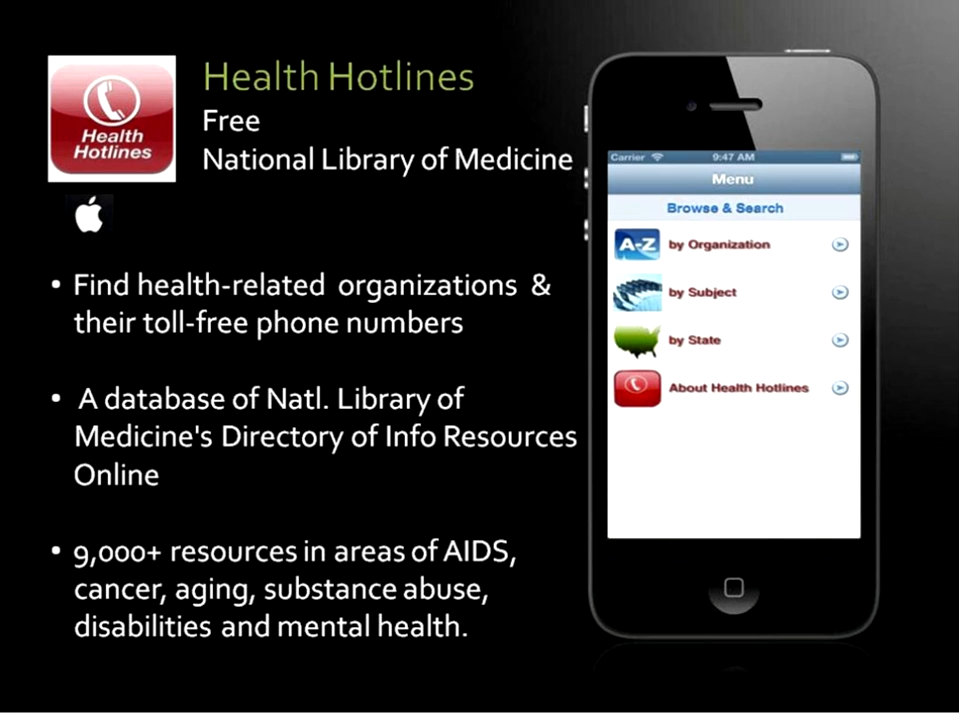 Health Hotlines
Free
National Library of Medicine
Health
Hotlines
• Find health-related organizations &
their toll-free phone numbers
• A database of Natl. Library of
Medicine's Directory of Info Resources
Online
• 9,000+ resources in areas of AIDS,
cancer, aging, substance abuse,
disabilities and mental health.
Carrier 9:47 AM
Menu
Browse & Search
A-Z by Organization
by Subject
by State
About Health Hotlines